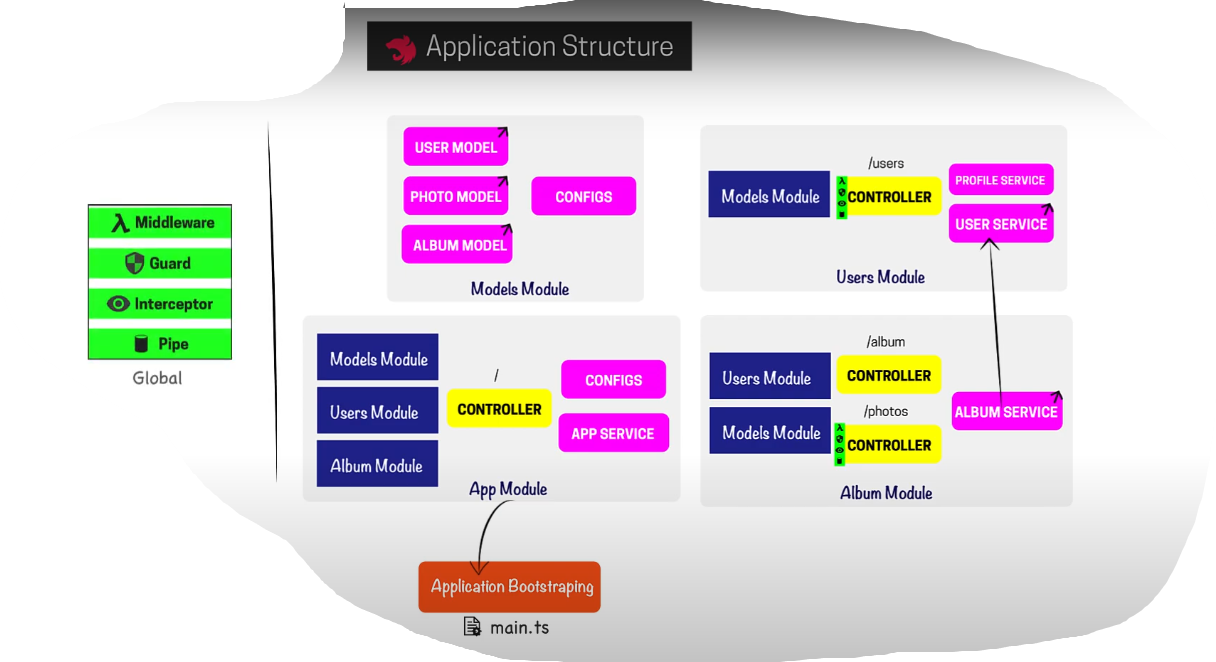 Application Structure
Middleware
Guard
Interceptor
Pipe
Global
USER MODEL
PHOTO MODEL
ALBUM MODEL
CONFIGS
Models Module
/users
Models Module
CONTROLLER
PROFILE SERVICE
USER SERVICE
Users Module
Models Module
Users Module
Album Module
/
CONTROLLER
CONFIGS
APP SERVICE
App Module
/album
Users Module
CONTROLLER
/photos
Models Module
CONTROLLER
ALBUM SERVICE
Album Module
Application Bootstraping
main.ts